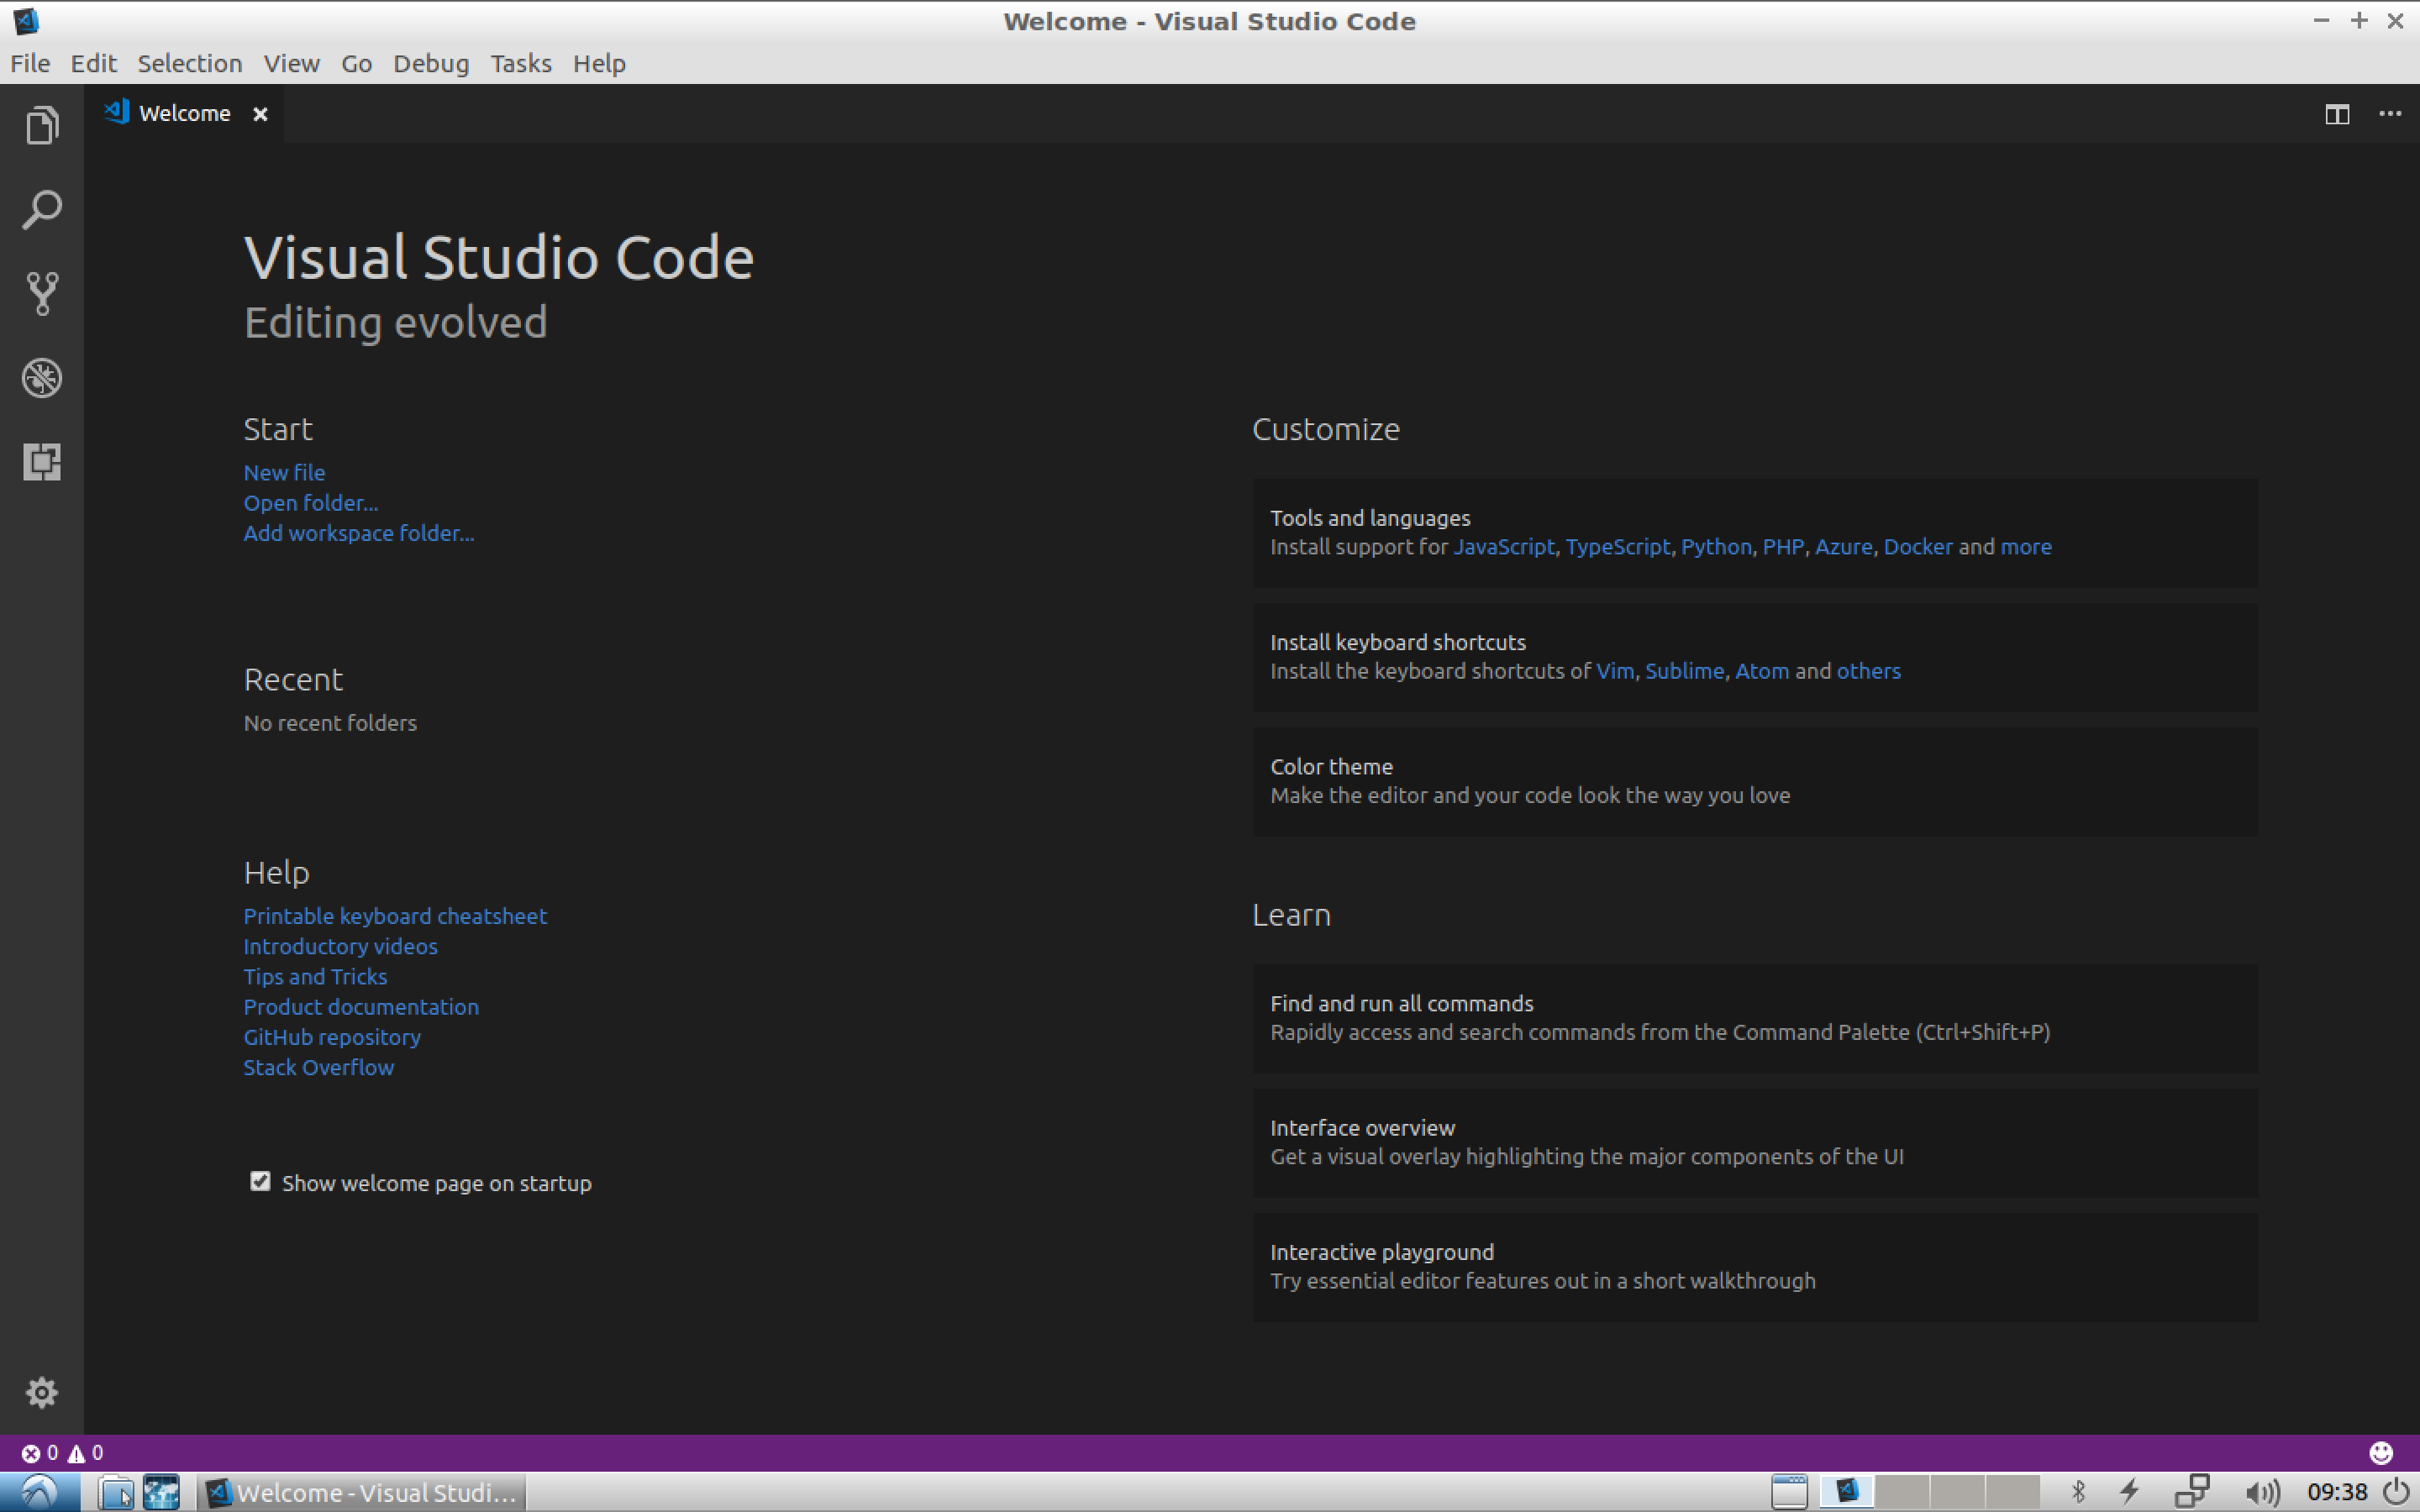 Welcome - Visual Studio Code
File Edit Selection View Go Debug Tasks Help
Welcome
Visual Studio Code
Editing evolved
Start
New file
Open folder...
Add workspace folder...
Recent
No recent folders
Help
Printable keyboard cheatsheet
Introductory videos
Tips and Tricks
Product documentation
GitHub repository
Stack Overflow
Show welcome page on startup
Customize
Tools and languages
Install support for JavaScript, TypeScript, Python, PHP, Azure, Docker and more
Install keyboard shortcuts
Install the keyboard shortcuts of Vim, Sublime, Atom and others
Color theme
Make the editor and your code look the way you love
Learn
Find and run all commands
Rapidly access and search commands from the Command Palette (Ctrl+Shift+P)
Interface overview
Get a visual overlay highlighting the major components of the UI
Interactive playground
Try essential editor features out in a short walkthrough
0 0
Welcome - Visual Studi... 09:38